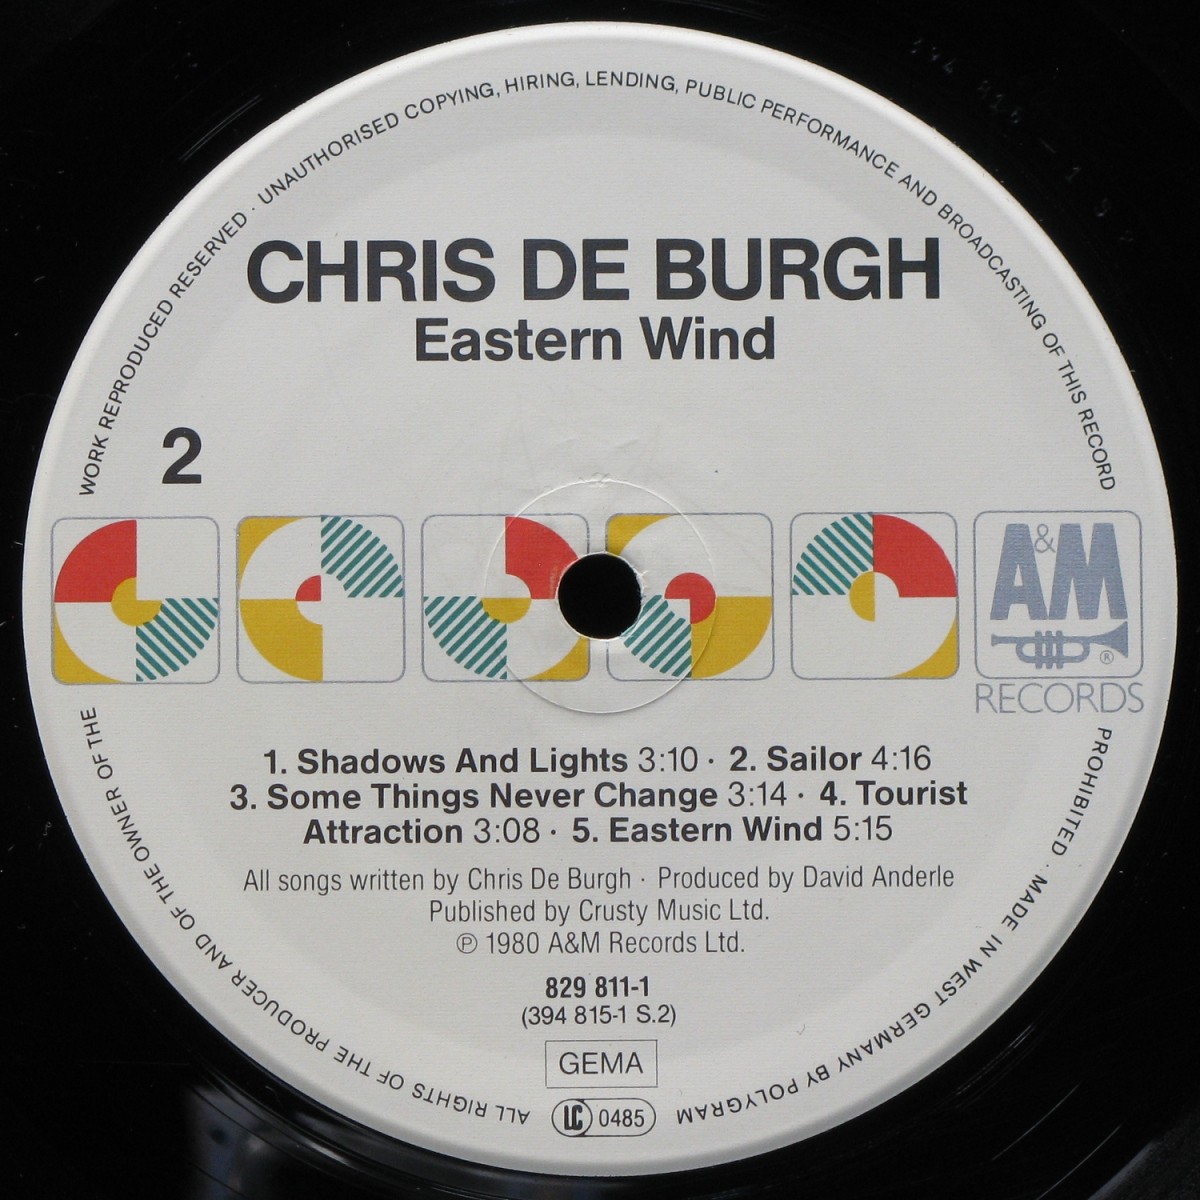 ALL RIGHTS OF THE PRODUCER AND OF THE OWNER OF THE WORK REPRODUCED RESERVED · UNAUTHORISED COPYING, HIRING, LENDING, PUBLIC PERFORMANCE AND BROADCASTING OF THIS RECORD PROHIBITED · MADE IN WEST GERMANY BY POLYGRAM
CHRIS DE BURGH
Eastern Wind
2
A&M
®
RECORDS
1. Shadows And Lights 3:10 · 2. Sailor 4:16
3. Some Things Never Change 3:14 · 4. Tourist
Attraction 3:08 · 5. Eastern Wind 5:15
All songs written by Chris De Burgh · Produced by David Anderle
Published by Crusty Music Ltd.
℗ 1980 A&M Records Ltd.
829 811-1
(394 815-1 S.2)
GEMA
LC 0485